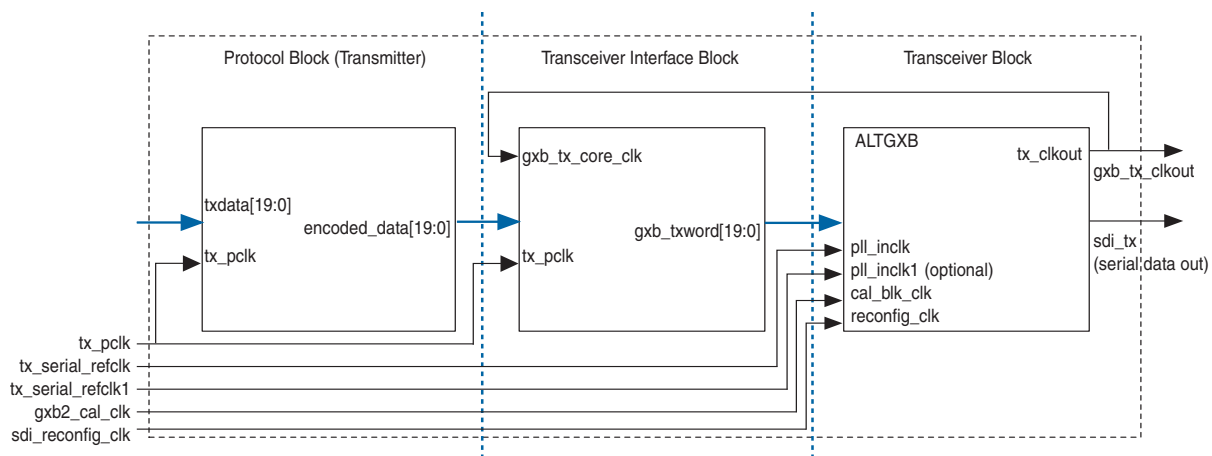 Protocol Block (Transmitter)
Transceiver Interface Block
Transceiver Block
ALTGXB
gxb_tx_core_clk
tx_clkout
gxb_tx_clkout
txdata[19:0]
encoded_data[19:0]
gxb_txword[19:0]
sdi_tx
(serial data out)
tx_pclk
tx_pclk
pll_inclk
pll_inclk1 (optional)
cal_blk_clk
reconfig_clk
tx_pclk
tx_serial_refclk
tx_serial_refclk1
gxb2_cal_clk
sdi_reconfig_clk